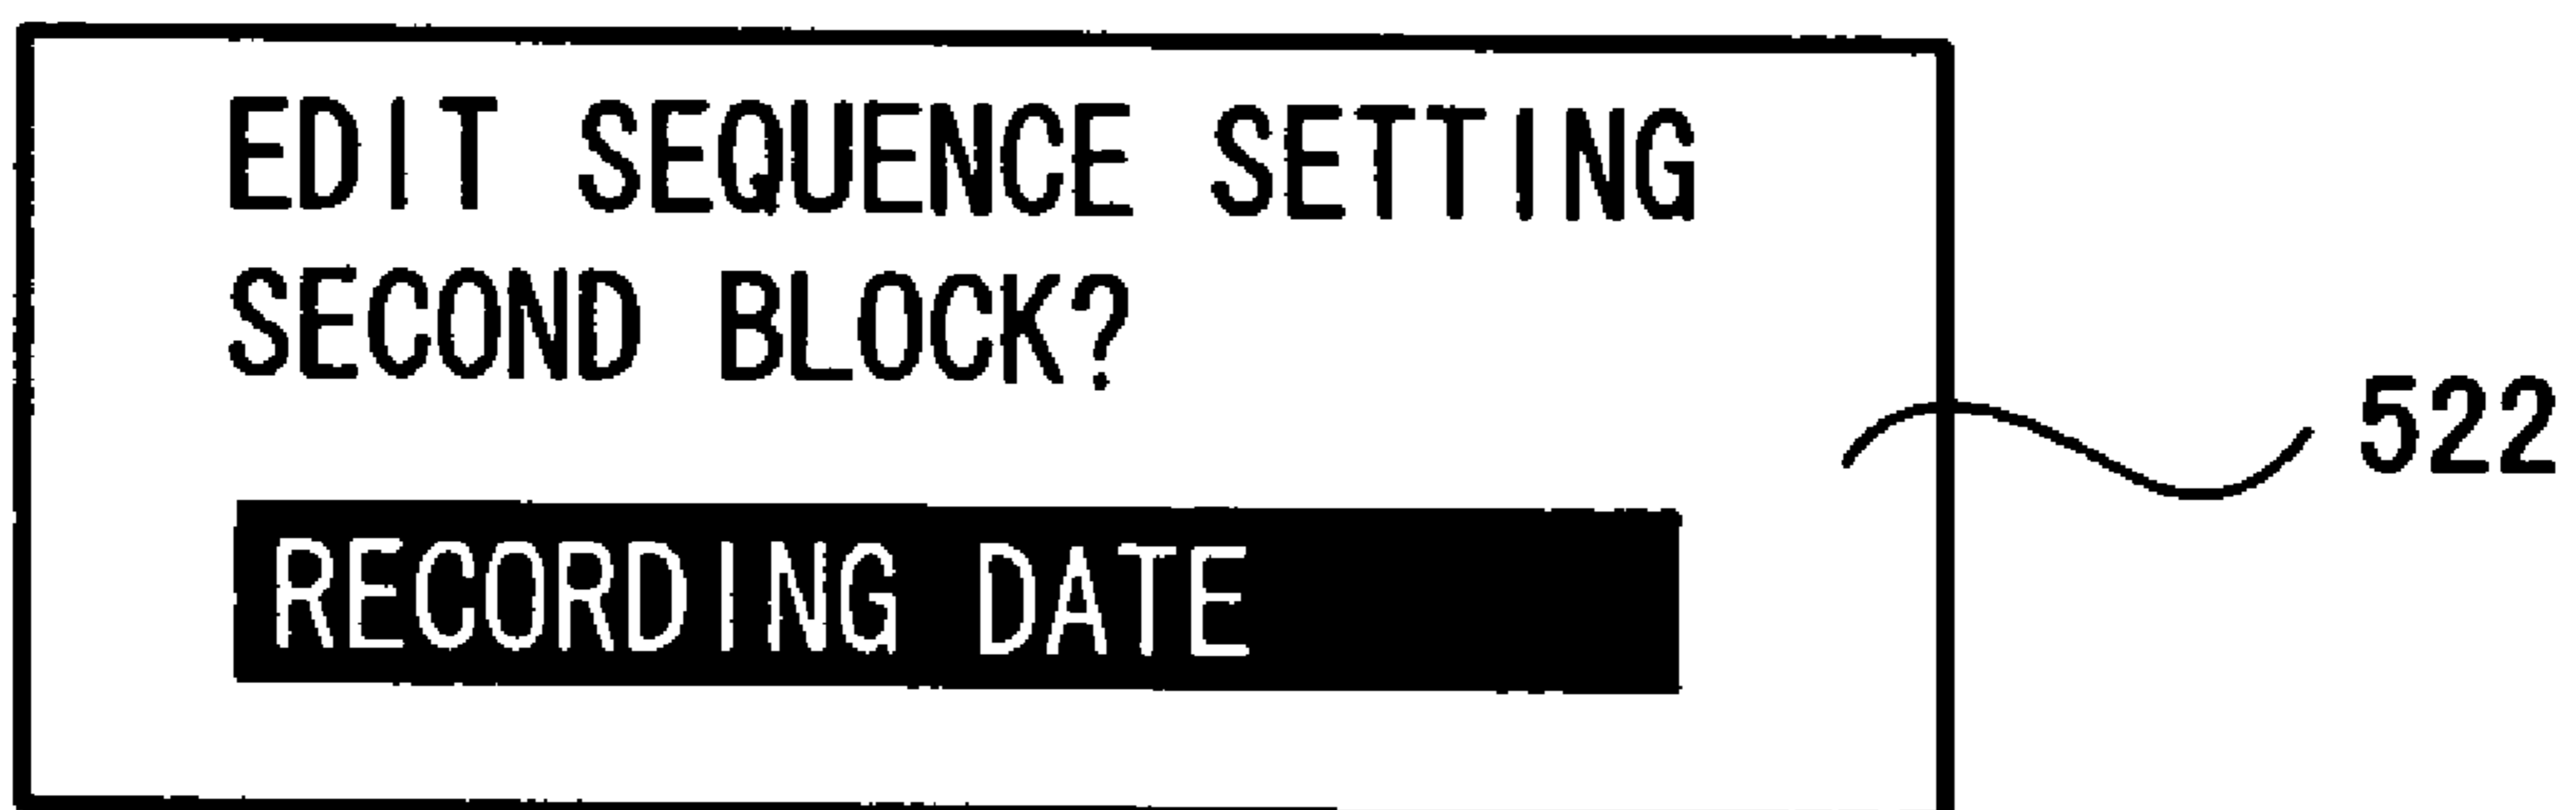 EDIT SEQUENCE SETTING
SECOND BLOCK?
522
RECORDING DATE